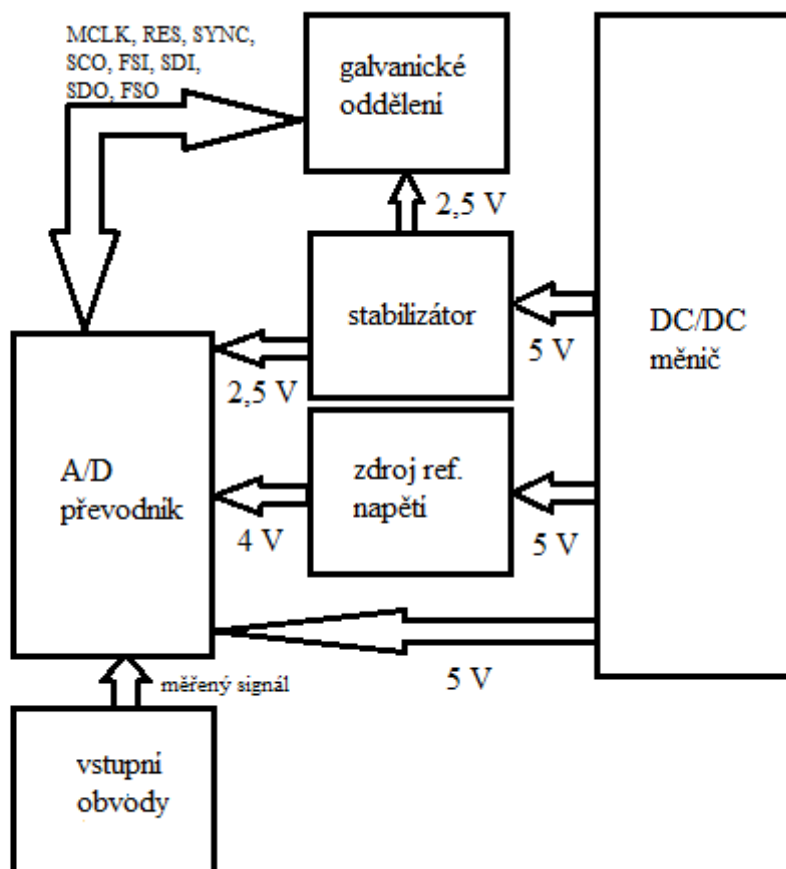 MCLK, RES, SYNC,
SCO, FSI, SDI,
SDO, FSO
galvanické
oddělení
2,5 V
stabilizátor
5 V
DC/DC
měnič
2,5 V
A/D
převodník
zdroj ref.
napětí
4 V
5 V
5 V
měřený signál
vstupní
obvody